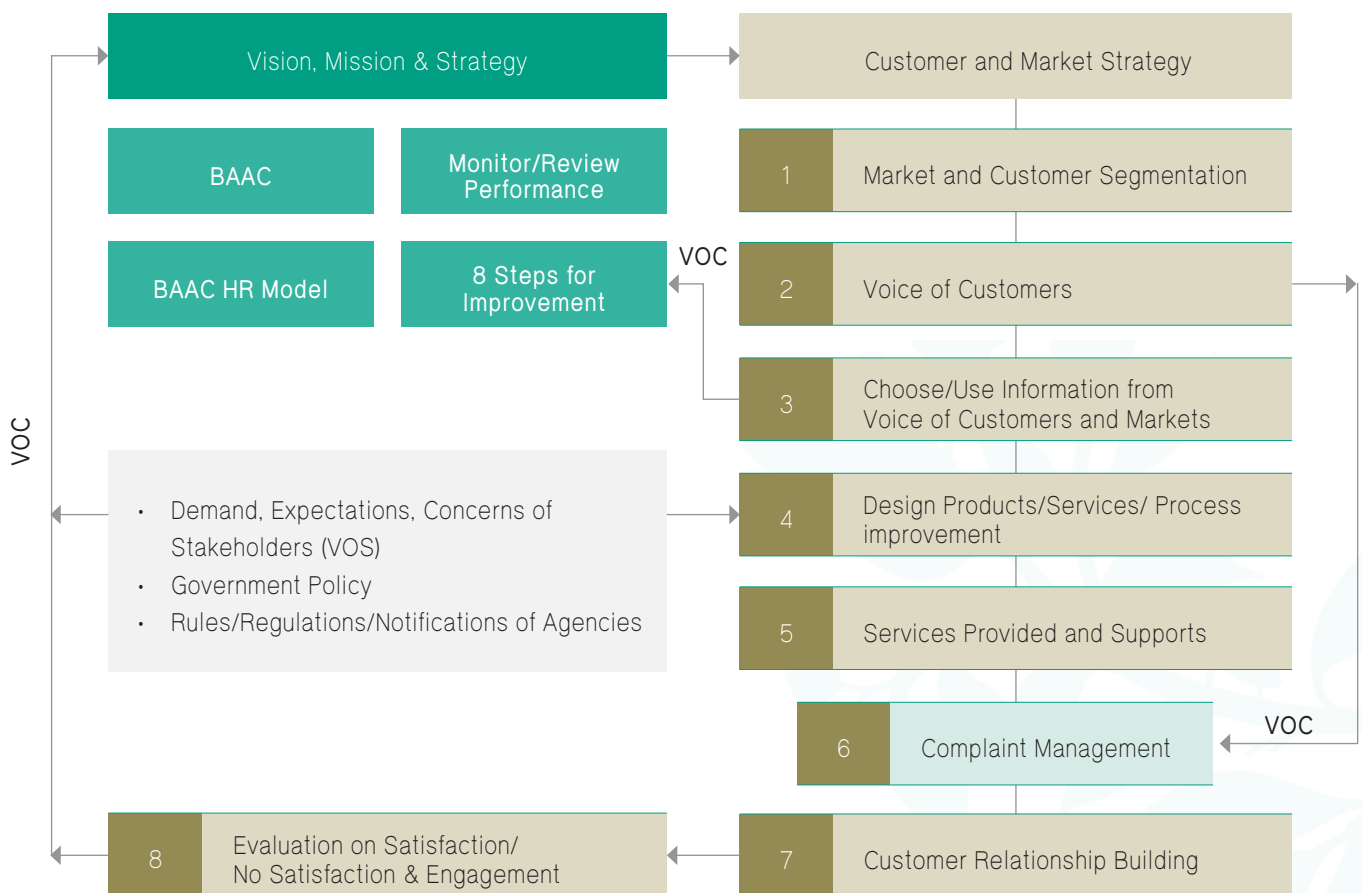 Vision, Mission & Strategy
Customer and Market Strategy
BAAC
Monitor/Review
Performance
1
Market and Customer Segmentation
BAAC HR Model
8 Steps for
Improvement
VOC
2
Voice of Customers
3
Choose/Use Information from
Voice of Customers and Markets
VOC
• Demand, Expectations, Concerns of
Stakeholders (VOS)
• Government Policy
• Rules/Regulations/Notifications of Agencies
4
Design Products/Services/ Process
improvement
5
Services Provided and Supports
6
Complaint Management
VOC
8
Evaluation on Satisfaction/
No Satisfaction & Engagement
7
Customer Relationship Building